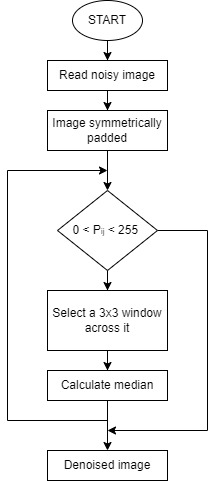 START
Read noisy image
Image symmetrically
padded
0 < Pij < 255
Select a 3x3 window
across it
Calculate median
Denoised image